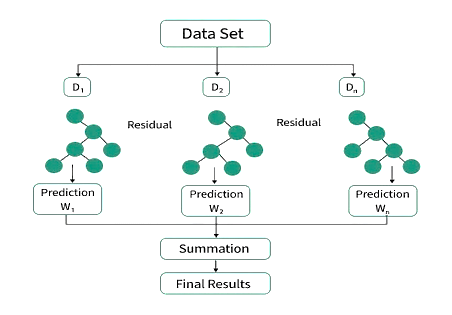 Data Set
D₁
D₂
Dₙ
Residual
Residual
Prediction
W₁
Prediction
W₂
Prediction
Wₙ
Summation
Final Results